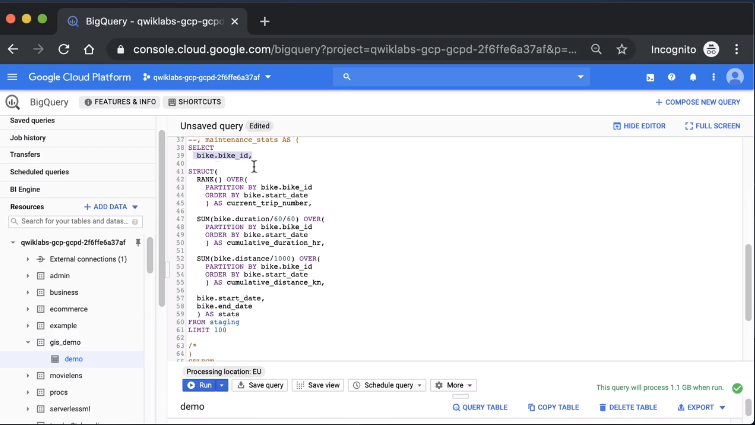 BigQuery - qwiklabs-gcp-gcpd
console.cloud.google.com/bigquery?project=qwiklabs-gcp-gcpd-2f6ffe6a37af&p=...
Incognito
Google Cloud Platform
qwiklabs-gcp-gcpd-2f6ffe6a37af
BigQuery
FEATURES & INFO
SHORTCUTS
+ COMPOSE NEW QUERY
Saved queries
Job history
Transfers
Scheduled queries
BI Engine
Resources
+ ADD DATA
Search for your tables and datas...
qwiklabs-gcp-gcpd-2f6ffe6a37af
External connections (1)
admin
business
ecommerce
example
gis_demo
demo
movielens
procs
serverlessml
Unsaved query
Edited
HIDE EDITOR
FULL SCREEN
37 --, maintenance_stats AS (
38 SELECT
39 bike.bike_id,
40
41 STRUCT(
42 RANK() OVER(
43 PARTITION BY bike.bike_id
44 ORDER BY bike.start_date
45 ) AS current_trip_number,
46
47 SUM(bike.duration/60/60) OVER(
48 PARTITION BY bike.bike_id
49 ORDER BY bike.start_date
50 ) AS cumulative_duration_hr,
51
52 SUM(bike.distance/1000) OVER(
53 PARTITION BY bike.bike_id
54 ORDER BY bike.start_date
55 ) AS cumulative_distance_km,
56
57 bike.start_date,
58 bike.end_date
59 ) AS stats
60 FROM staging
61 LIMIT 100
62
63 /*
64 )
Processing location: EU
Run
Save query
Save view
Schedule query
More
This query will process 1.1 GB when run.
demo
QUERY TABLE
COPY TABLE
DELETE TABLE
EXPORT